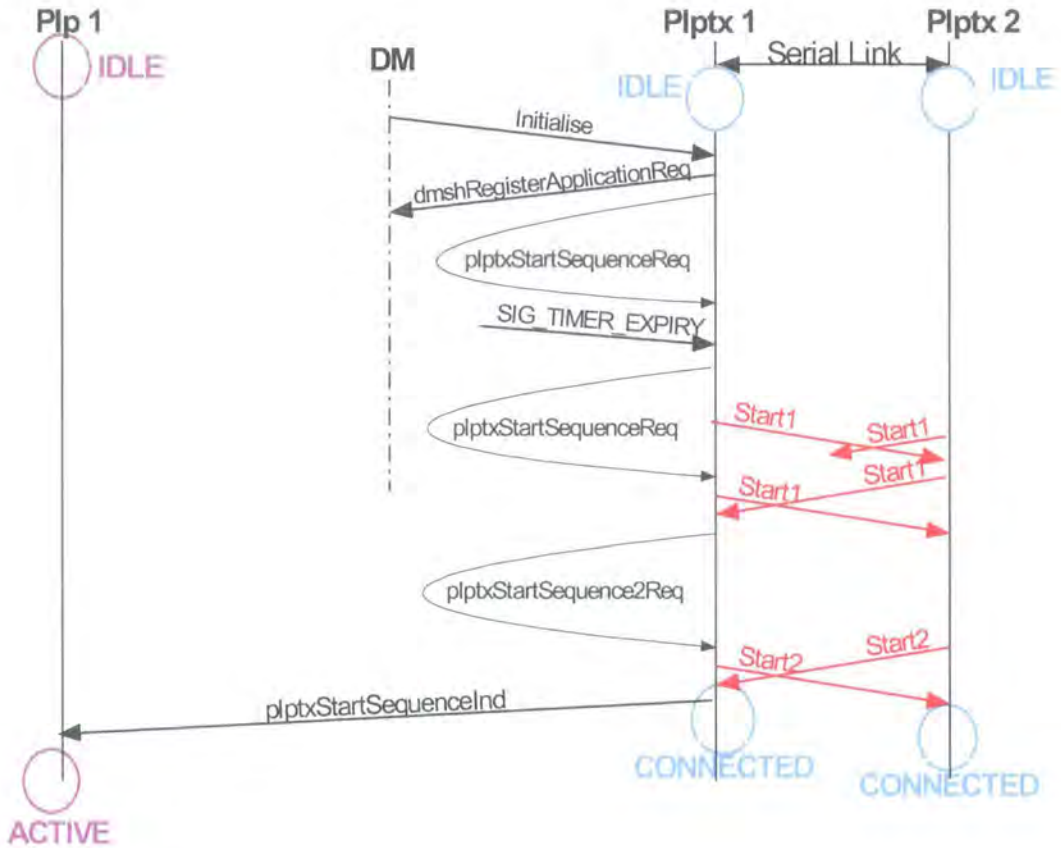 Plp 1
Plptx 1
Plptx 2
IDLE
DM
Serial Link
IDLE
IDLE
Initialise
dmshRegisterApplicationReq
plptxStartSequenceReq
SIG_TIMER_EXPIRY
plptxStartSequenceReq
Start1
Start1
Start1
Start1
plptxStartSequence2Req
Start2
Start2
plptxStartSequenceInd
CONNECTED
CONNECTED
ACTIVE